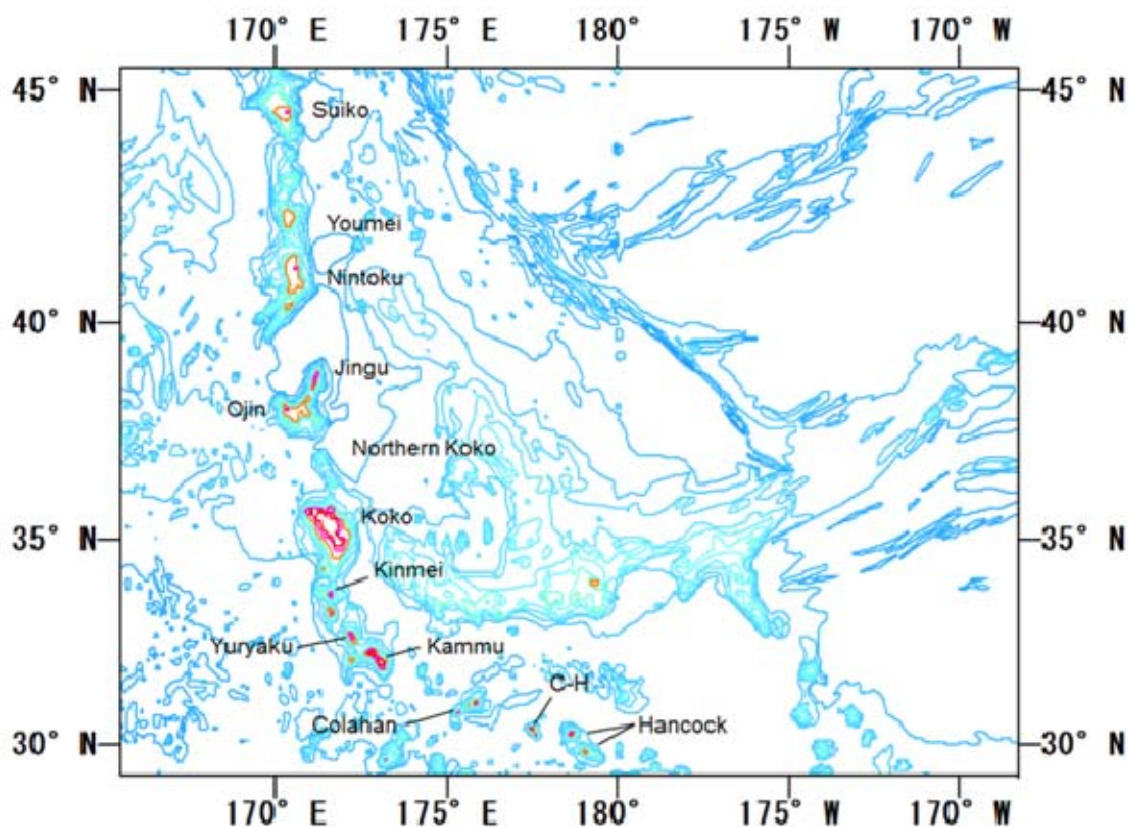 170° E 175° E 180° 175° W 170° W
45° N 45° N
Suiko
Youmei
Nintoku
40° N 40° N
Jingu
Ojin
Northern Koko
Koko
35° N 35° N
Kinmei
Yuryaku Kammu
C-H
Colahan Hancock
30° N 30° N
170° E 175° E 180° 175° W 170° W